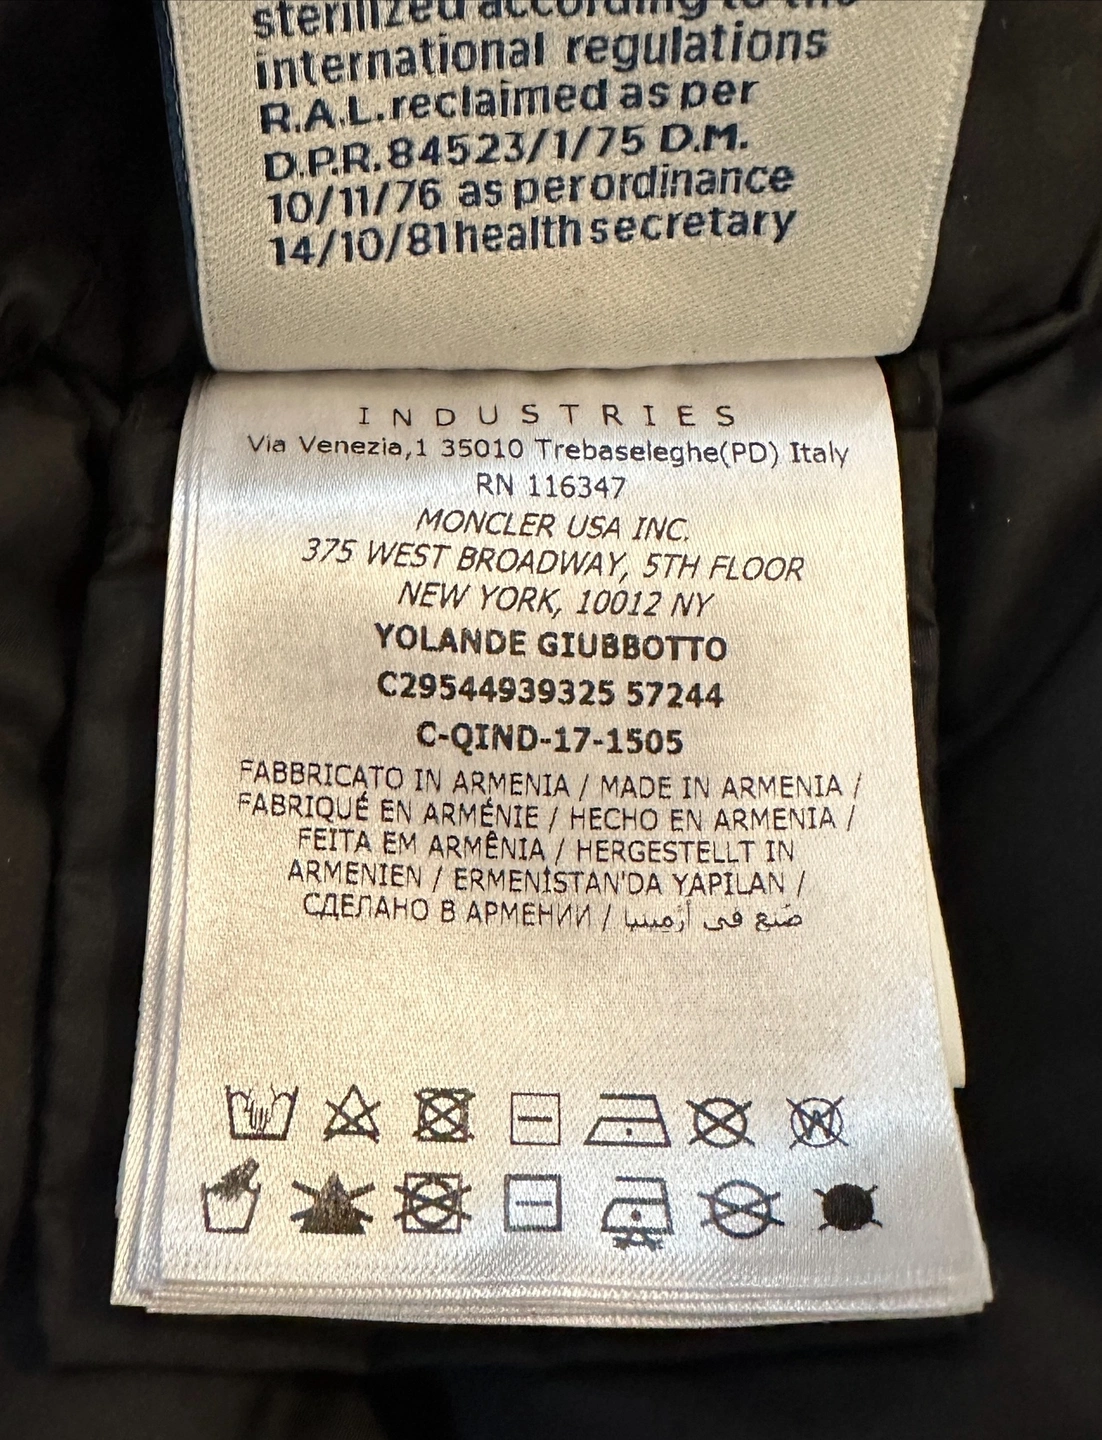 sterilized according to the
international regulations
R.A.L. reclaimed as per
D.P.R. 84523/1/75 D.M.
10/11/76 as per ordinance
14/10/81 health secretary
INDUSTRIES
Via Venezia,1 35010 Trebaseleghe(PD) Italy
RN 116347
MONCLER USA INC.
375 WEST BROADWAY, 5TH FLOOR
NEW YORK, 10012 NY
YOLANDE GIUBBOTTO
C29544939325 57244
C-QIND-17-1505
FABBRICATO IN ARMENIA / MADE IN ARMENIA /
FABRIQUÉ EN ARMÉNIE / HECHO EN ARMENIA /
FEITA EM ARMÊNIA / HERGESTELLT IN
ARMENIEN / ERMENİSTAN'DA YAPILAN /
СДЕЛАНО В АРМЕНИИ / صَنع في أرْمِينيا
W